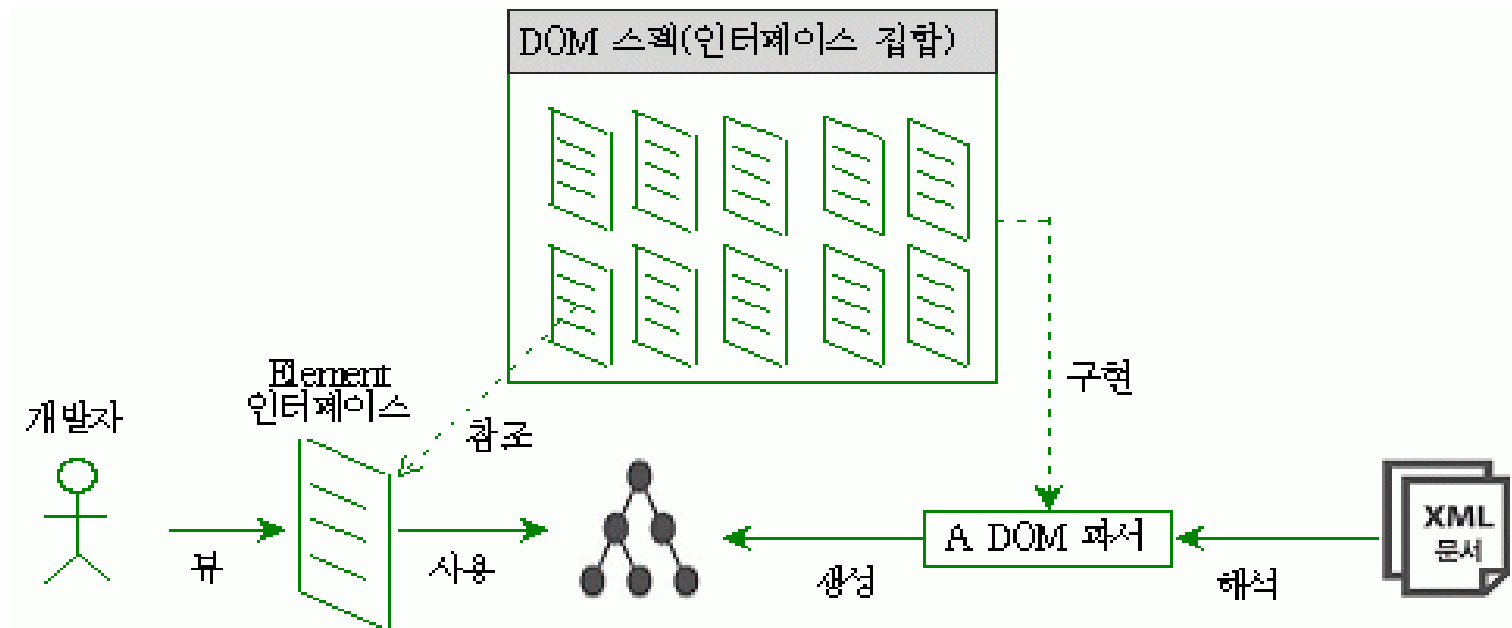 DOM 스펙(인터페이스 집합)
구현
Element
인터페이스
개발자
참조
뷰
사용
생성
A DOM 파서
해석
XML
문서